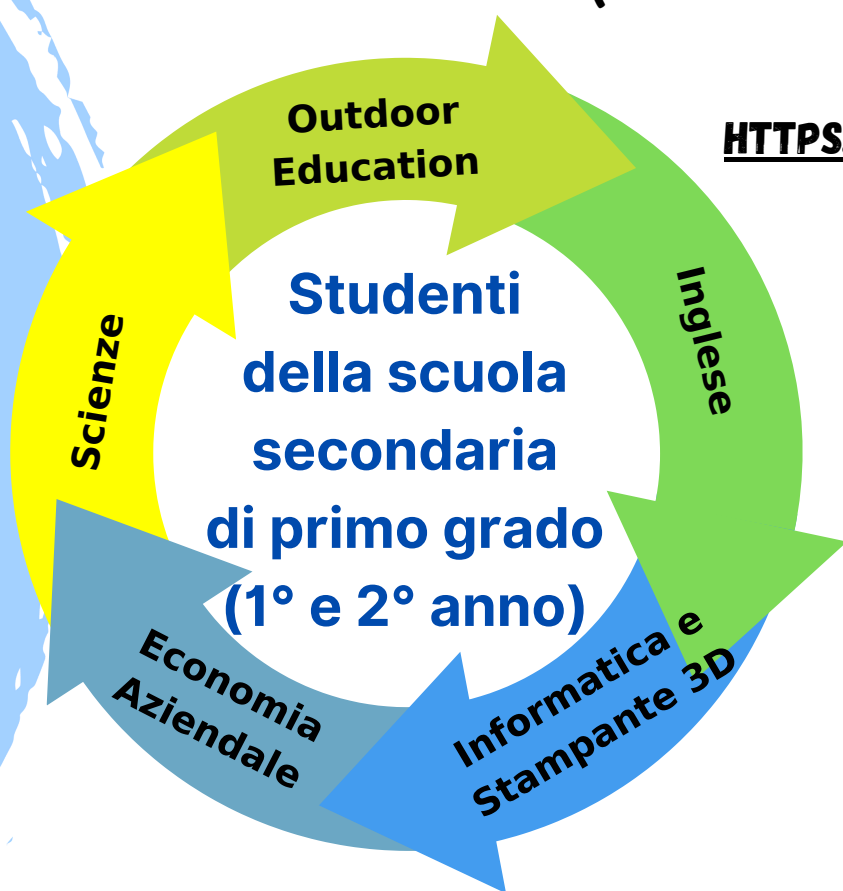 Outdoor
Education
HTTPS
Inglese
Studenti
della scuola
secondaria
di primo grado
(1° e 2° anno)
Scienze
Informatica e
Stampante 3D
Economia
Aziendale